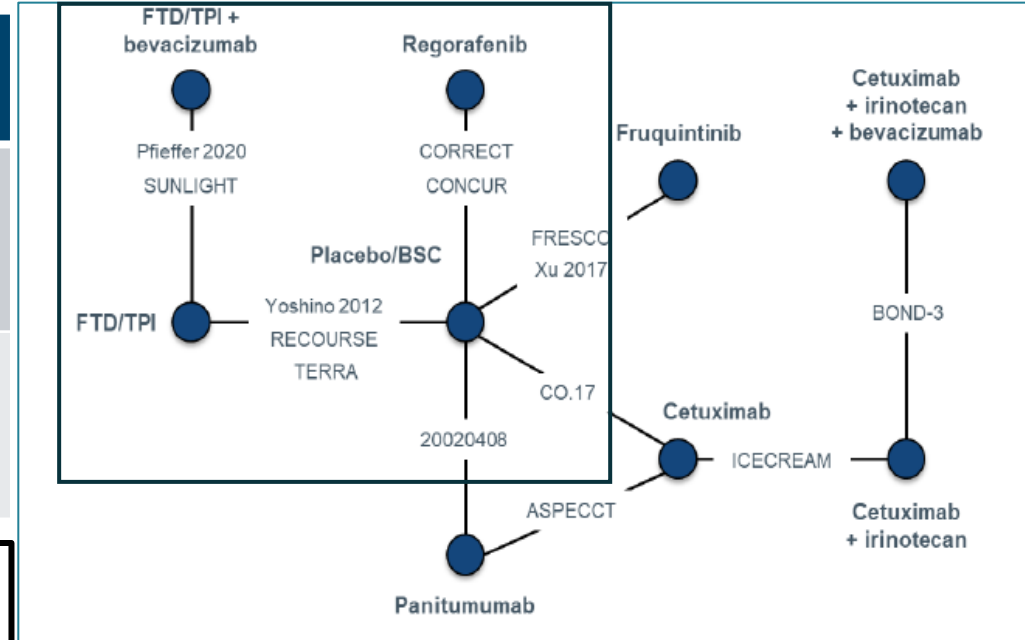 FTD/TPI +
bevacizumab
Regorafenib
Cetuximab
+ irinotecan
+ bevacizumab
Fruquintinib
Pfieffer 2020
SUNLIGHT
CORRECT
CONCUR
FRESCO
Xu 2017
Placebo/BSC
FTD/TPI
Yoshino 2012
RECOURSE
TERRA
BOND-3
CO.17
Cetuximab
20020408
ICECREAM
ASPECCT
Cetuximab
+ irinotecan
Panitumumab